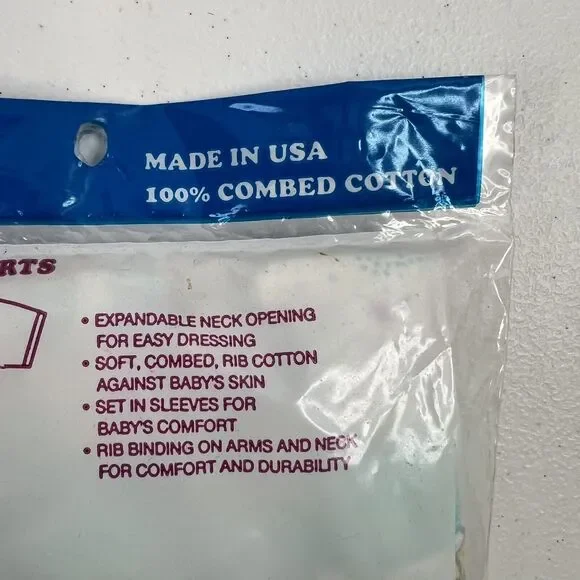 MADE IN USA
100% COMBED COTTON
RTS
• EXPANDABLE NECK OPENING
FOR EASY DRESSING
• SOFT, COMBED, RIB COTTON
AGAINST BABY'S SKIN
• SET IN SLEEVES FOR
BABY'S COMFORT
• RIB BINDING ON ARMS AND NECK
FOR COMFORT AND DURABILITY